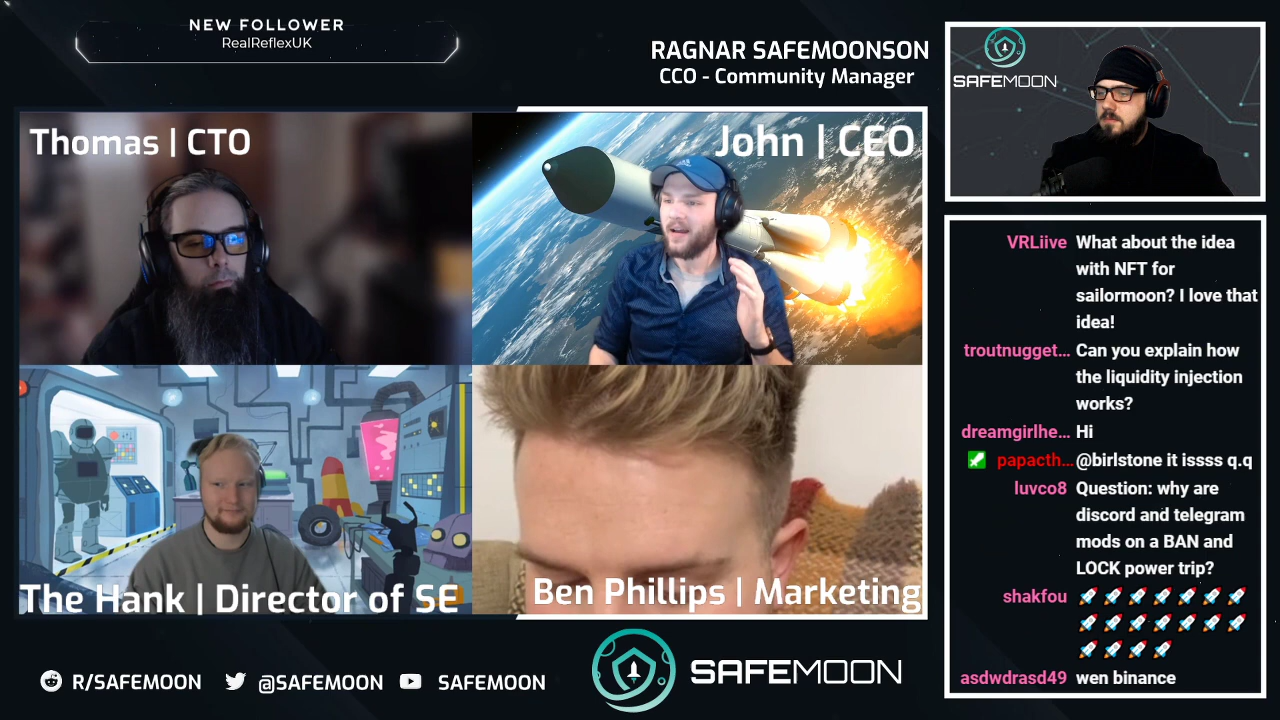 NEW FOLLOWER
RealReflexUK
RAGNAR SAFEMOONSON
CCO - Community Manager
SAFEMOON
Thomas | CTO
John | CEO
The Hank | Director of SE
Ben Phillips | Marketing
VRLiive What about the idea
with NFT for
sailormoon? I love that
idea!
troutnugget... Can you explain how
the liquidity injection
works?
dreamgirlhe... Hi
papacth... @birlstone it issss q.q
luvco8 Question: why are
discord and telegram
mods on a BAN and
LOCK power trip?
shakfou 🚀🚀🚀🚀🚀🚀🚀
🚀🚀🚀🚀🚀🚀🚀
🚀🚀🚀🚀
asdwdrasd49 wen binance
R/SAFEMOON @SAFEMOON SAFEMOON
SAFEMOON